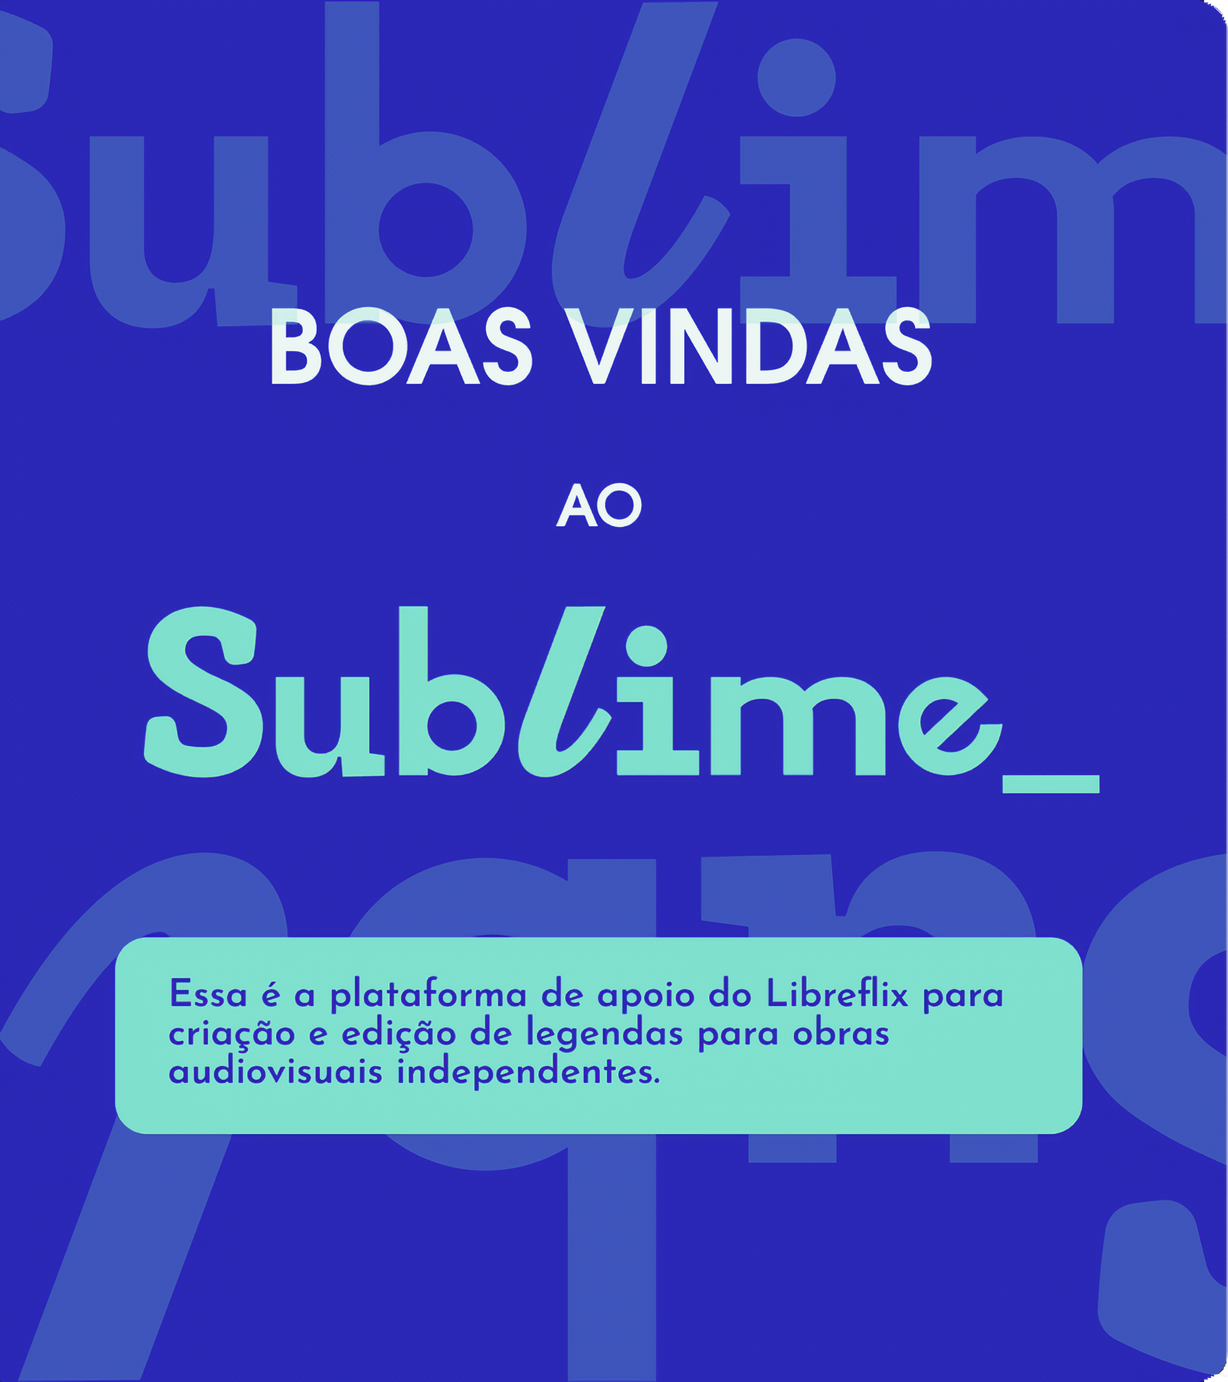 Sublim
BOAS VINDAS
AO
Sublime_
Essa é a plataforma de apoio do Libreflix para
criação e edição de legendas para obras
audiovisuais independentes.